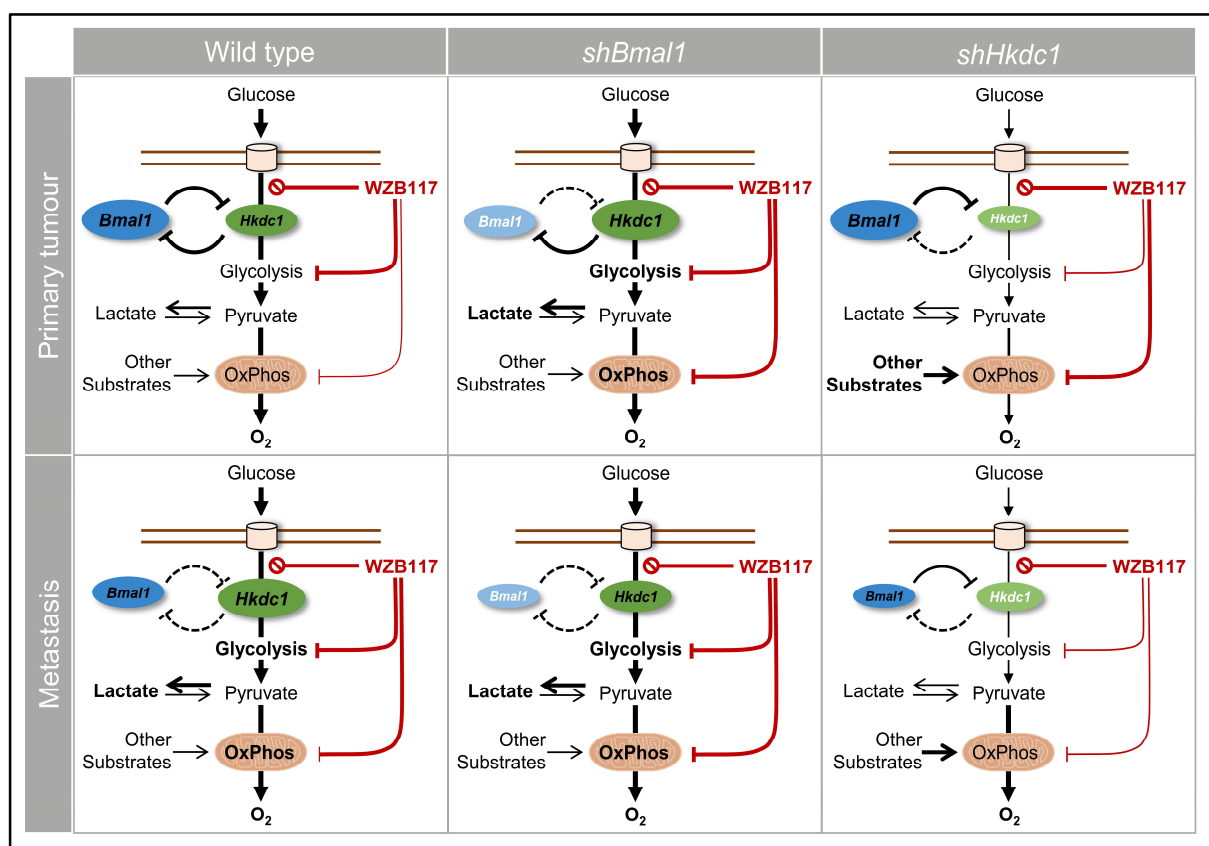 Wild type
shBmal1
shHkdc1
Primary tumour
Glucose
WZB117
Bmal1
Hkdc1
Glycolysis
Lactate
Pyruvate
Other
Substrates
OxPhos
O2
Glucose
WZB117
Bmal1
Hkdc1
Glycolysis
Lactate
Pyruvate
Other
Substrates
OxPhos
O2
Glucose
WZB117
Bmal1
Hkdc1
Glycolysis
Lactate
Pyruvate
Other
Substrates
OxPhos
O2
Metastasis
Glucose
WZB117
Bmal1
Hkdc1
Glycolysis
Lactate
Pyruvate
Other
Substrates
OxPhos
O2
Glucose
WZB117
Bmal1
Hkdc1
Glycolysis
Lactate
Pyruvate
Other
Substrates
OxPhos
O2
Glucose
WZB117
Bmal1
Hkdc1
Glycolysis
Lactate
Pyruvate
Other
Substrates
OxPhos
O2